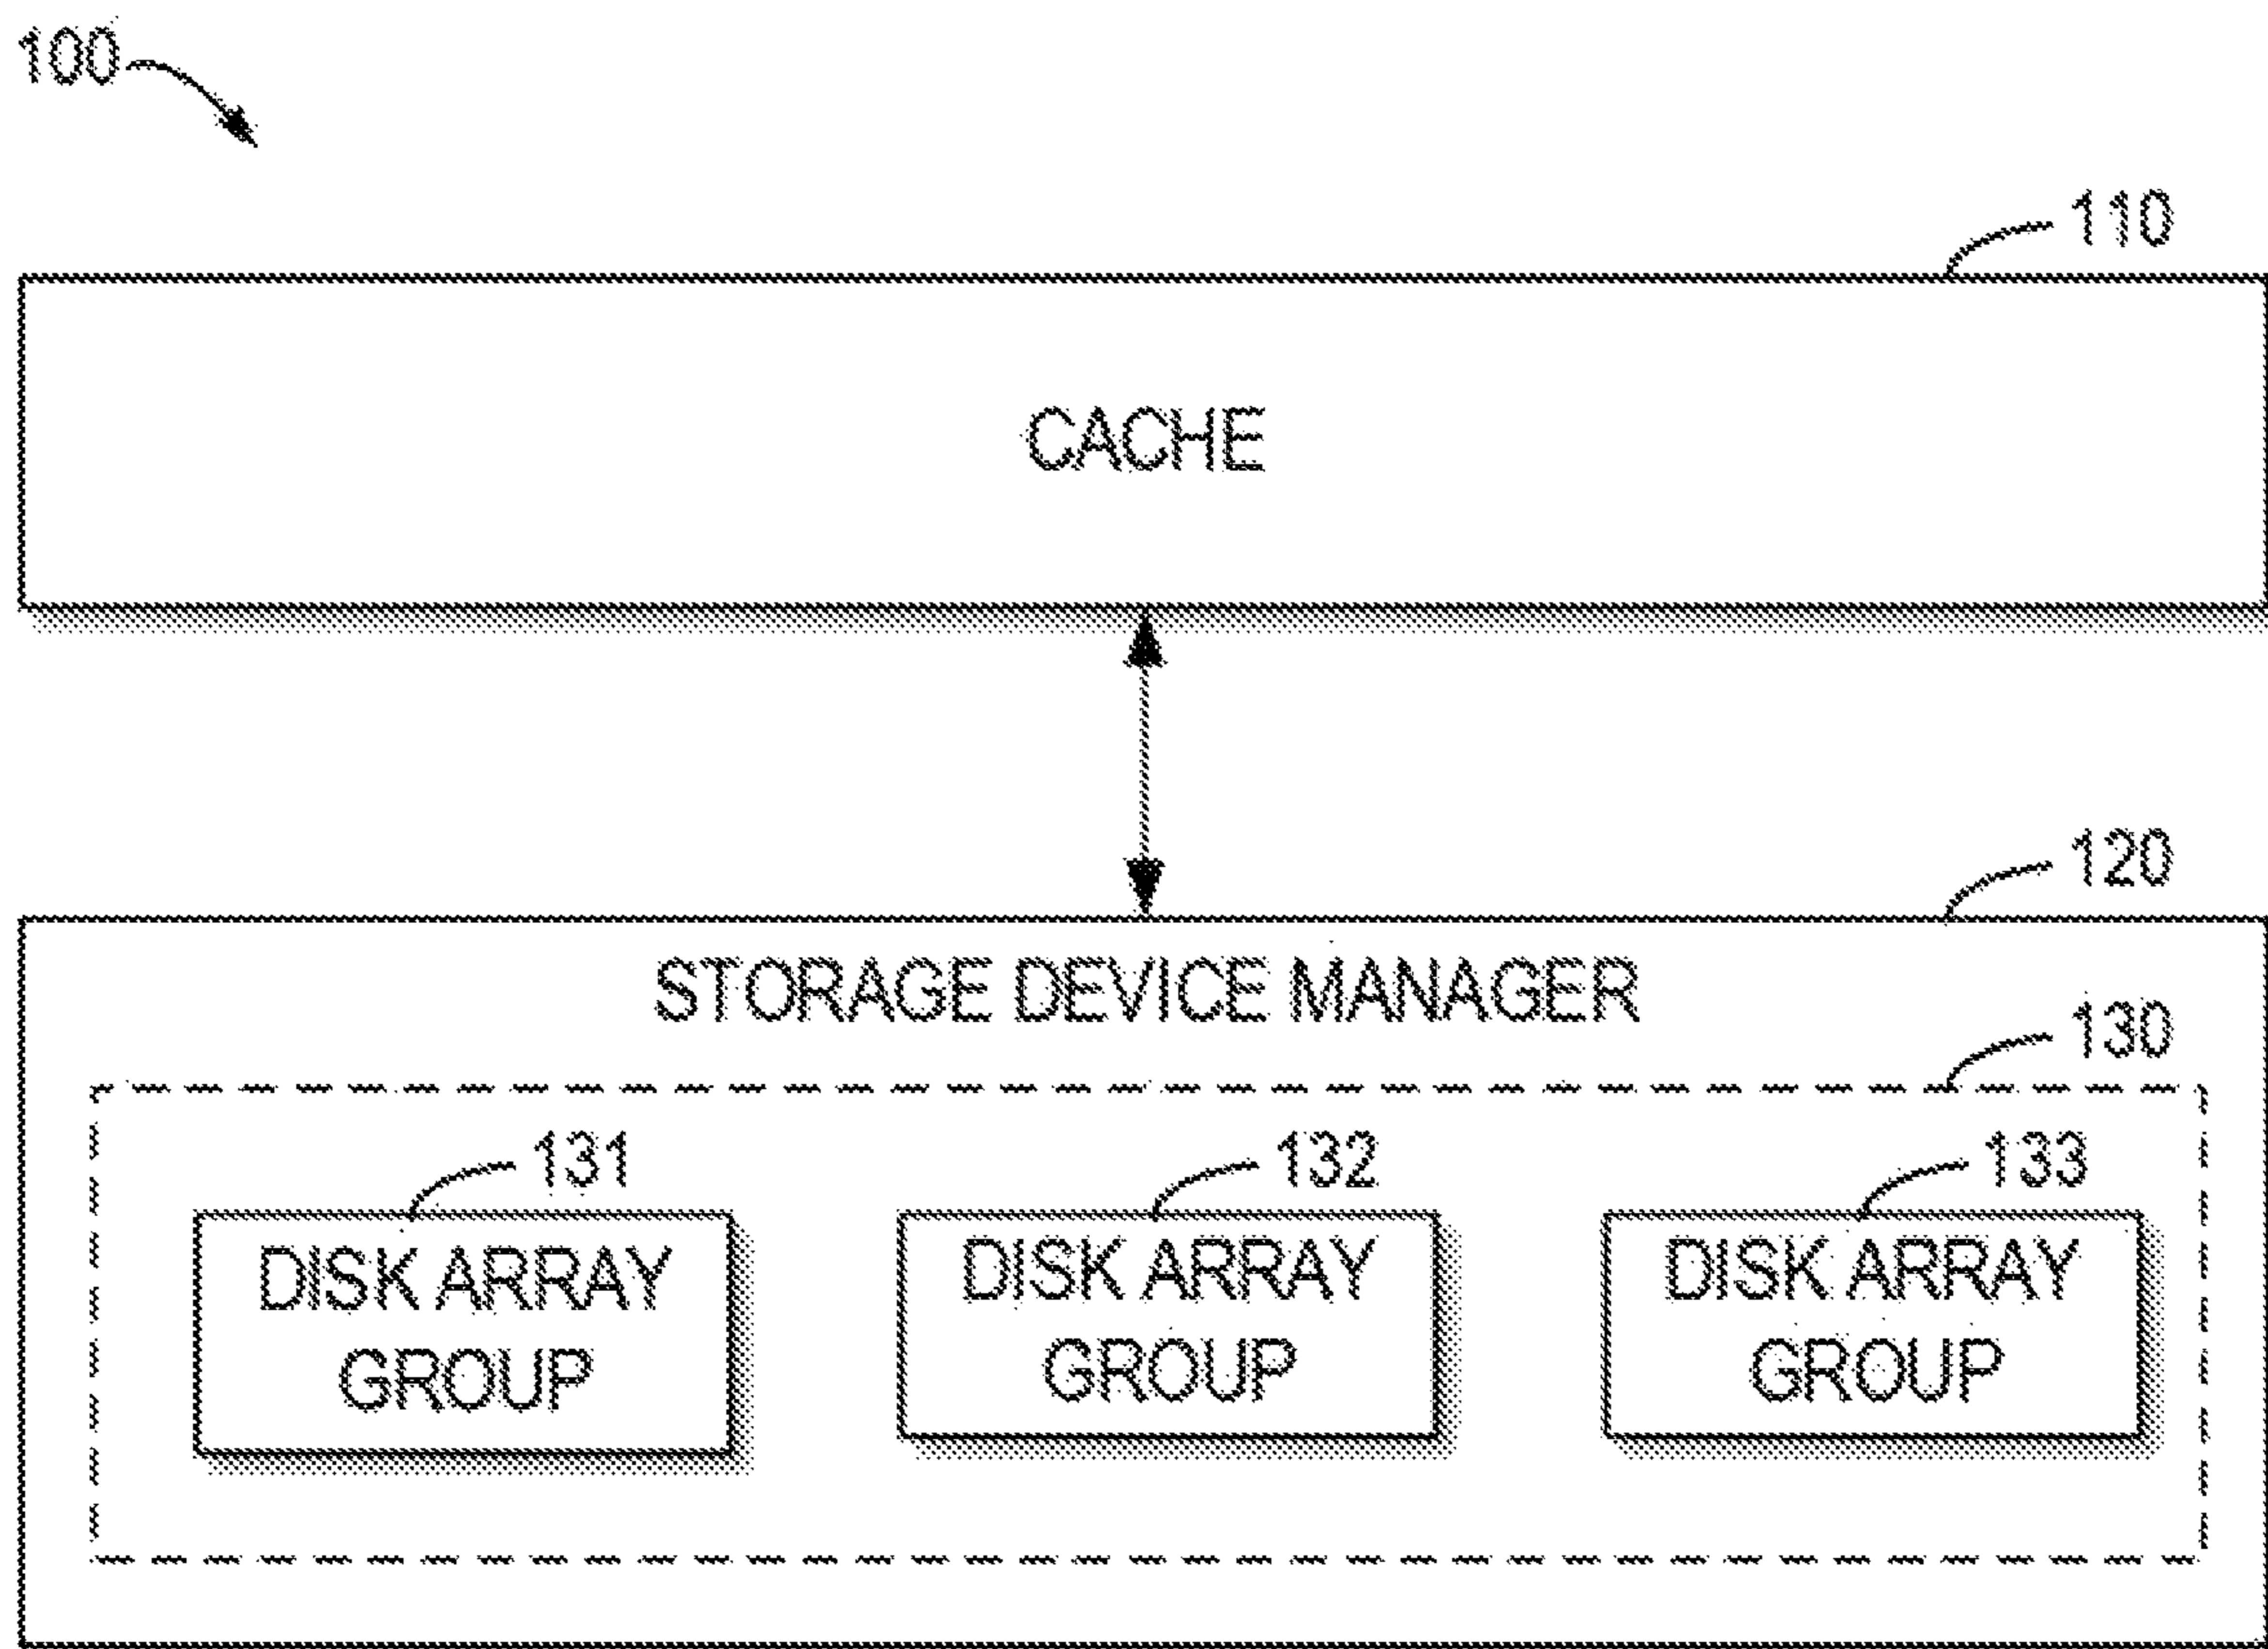 100
110
CACHE
120
STORAGE DEVICE MANAGER
130
131
132
133
DISK ARRAY
GROUP
DISK ARRAY
GROUP
DISK ARRAY
GROUP